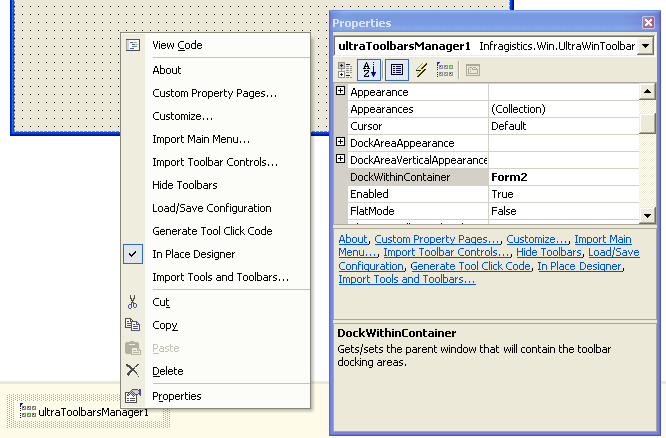 View Code
About
Custom Property Pages...
Customize...
Import Main Menu...
Import Toolbar Controls...
Hide Toolbars
Load/Save Configuration
Generate Tool Click Code
In Place Designer
Import Tools and Toolbars...
Cut
Copy
Paste
Delete
Properties
ultraToolbarsManager1
Properties
ultraToolbarsManager1 Infragistics.Win.UltraWinToolbar
Appearance
Appearances (Collection)
Cursor Default
DockAreaAppearance
DockAreaVerticalAppearance
DockWithinContainer Form2
Enabled True
FlatMode False
About, Custom Property Pages..., Customize..., Import Main
Menu..., Import Toolbar Controls..., Hide Toolbars, Load/Save
Configuration, Generate Tool Click Code, In Place Designer,
Import Tools and Toolbars...
DockWithinContainer
Gets/sets the parent window that will contain the toolbar
docking areas.